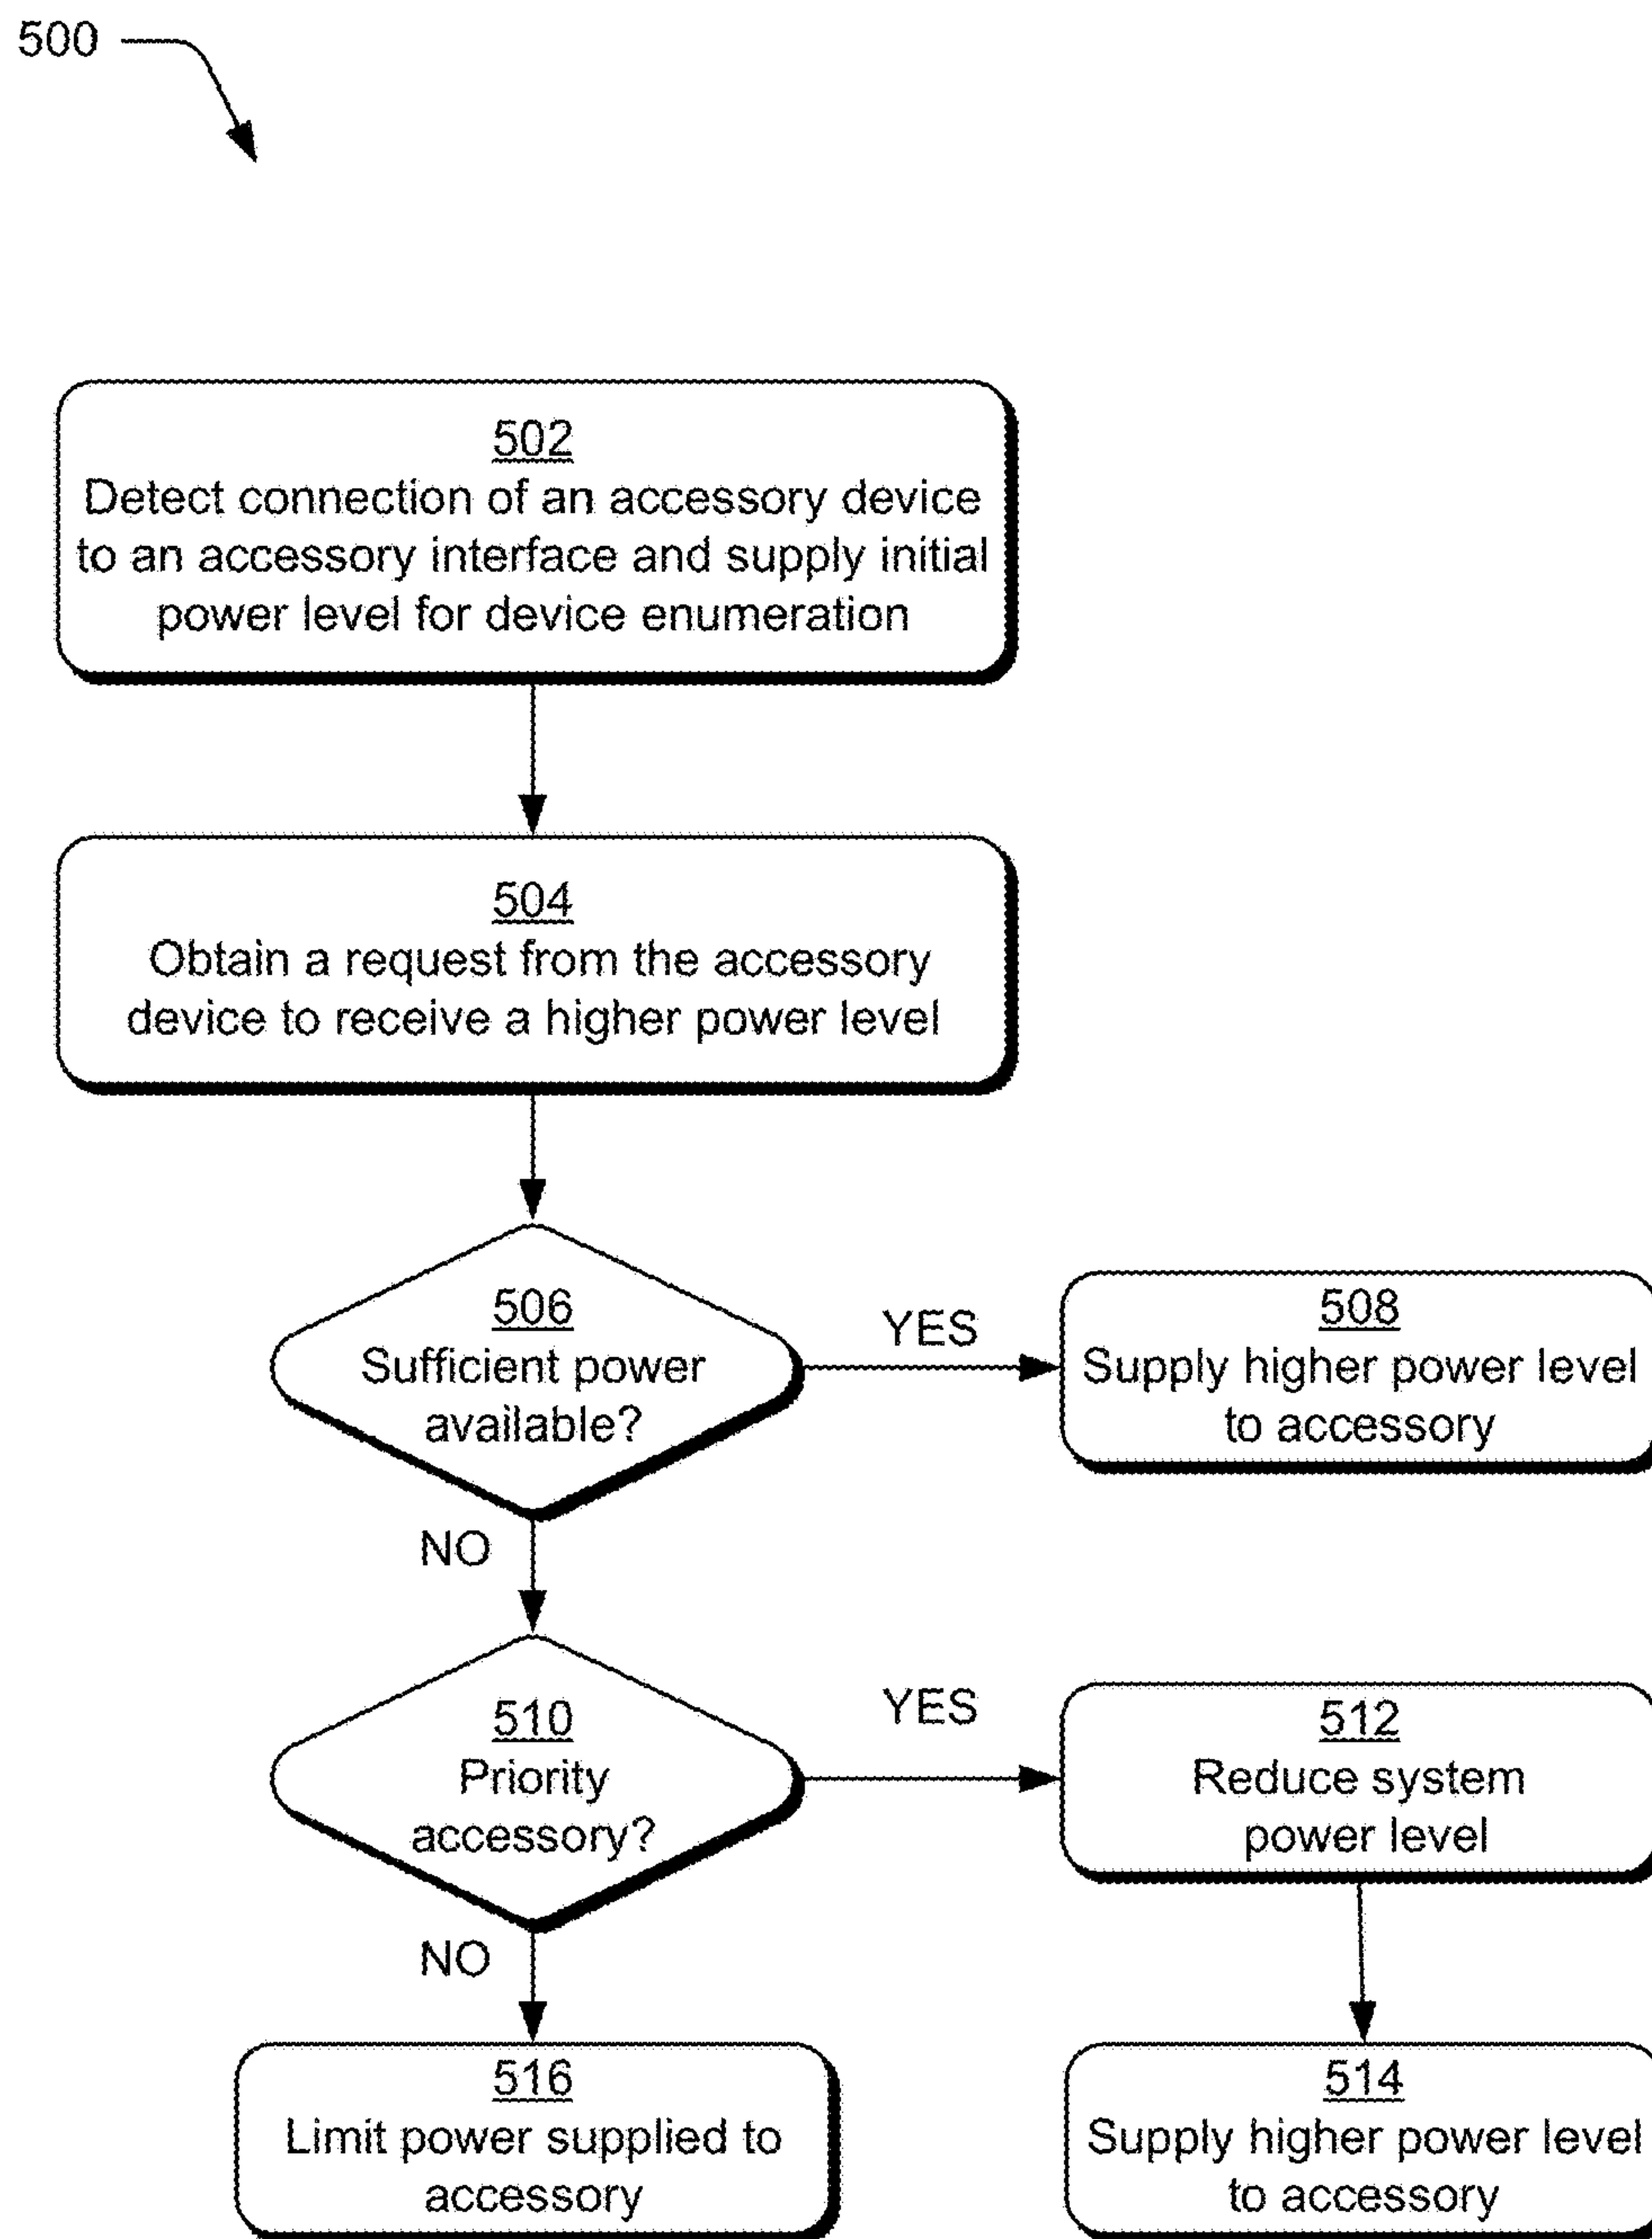 500
502
Detect connection of an accessory device
to an accessory interface and supply initial
power level for device enumeration
504
Obtain a request from the accessory
device to receive a higher power level
506
Sufficient power
available?
YES
508
Supply higher power level
to accessory
NO
510
Priority
accessory?
YES
512
Reduce system
power level
NO
516
Limit power supplied to
accessory
514
Supply higher power level
to accessory